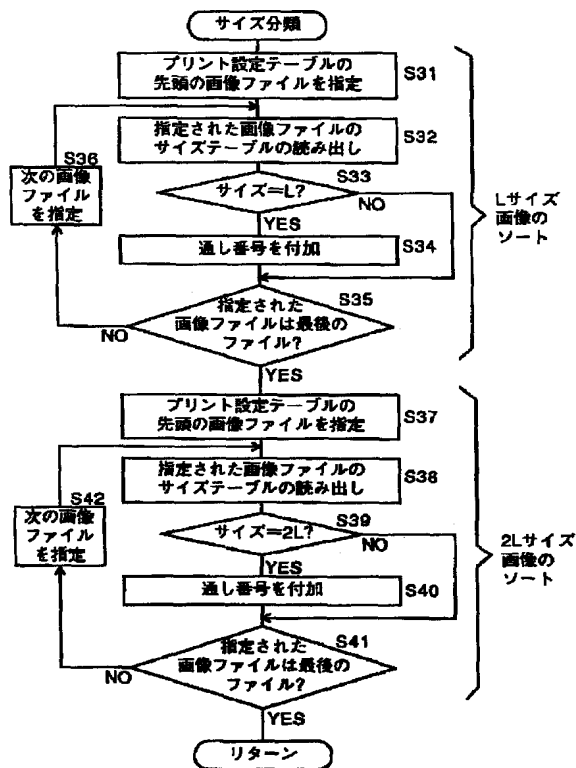 サイズ分類
プリント設定テーブルの
先頭の画像ファイルを指定
S31
指定された画像ファイルの
サイズテーブルの読み出し
S32
S36
次の画像
ファイル
を指定
S33
サイズ=L?
NO
YES
通し番号を付加
S34
S35
指定された
画像ファイルは最後の
ファイル?
NO
YES
Lサイズ
画像の
ソート
プリント設定テーブルの
先頭の画像ファイルを指定
S37
指定された画像ファイルの
サイズテーブルの読み出し
S38
S42
次の画像
ファイル
を指定
S39
サイズ=2L?
NO
YES
通し番号を付加
S40
S41
指定された
画像ファイルは最後の
ファイル?
NO
YES
2Lサイズ
画像の
ソート
リターン